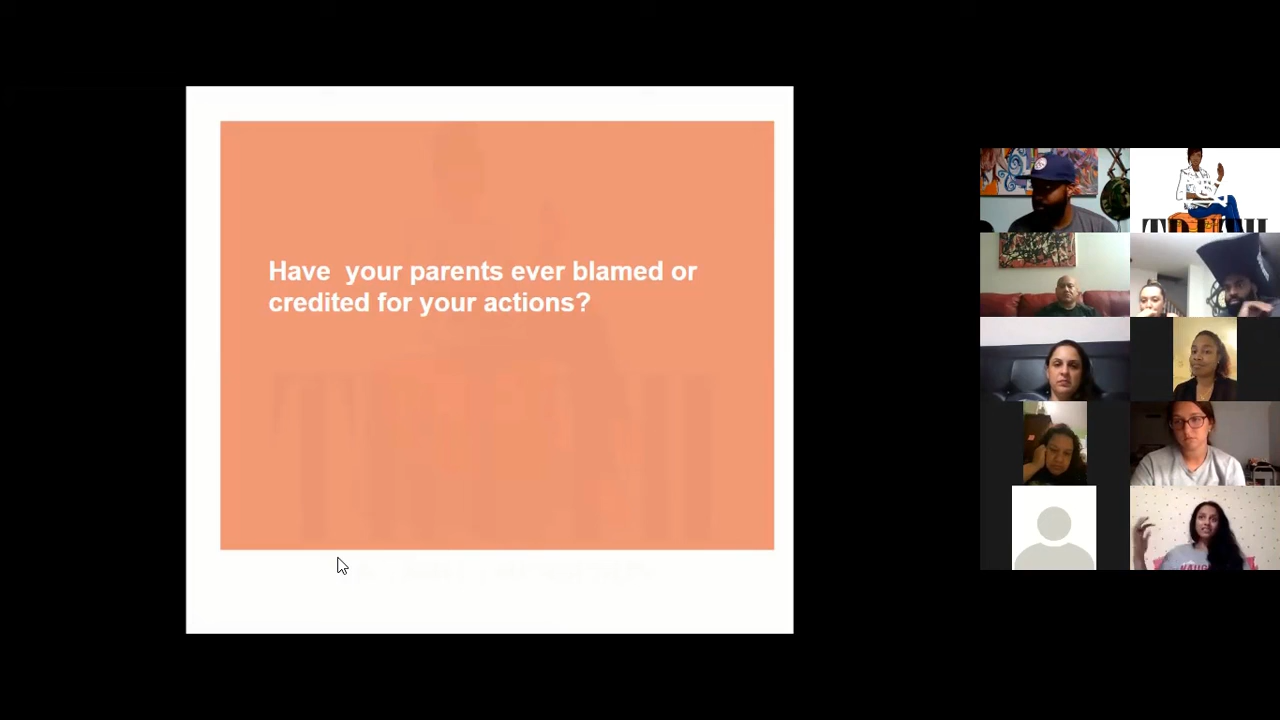 Have  your parents ever blamed or
credited for your actions?